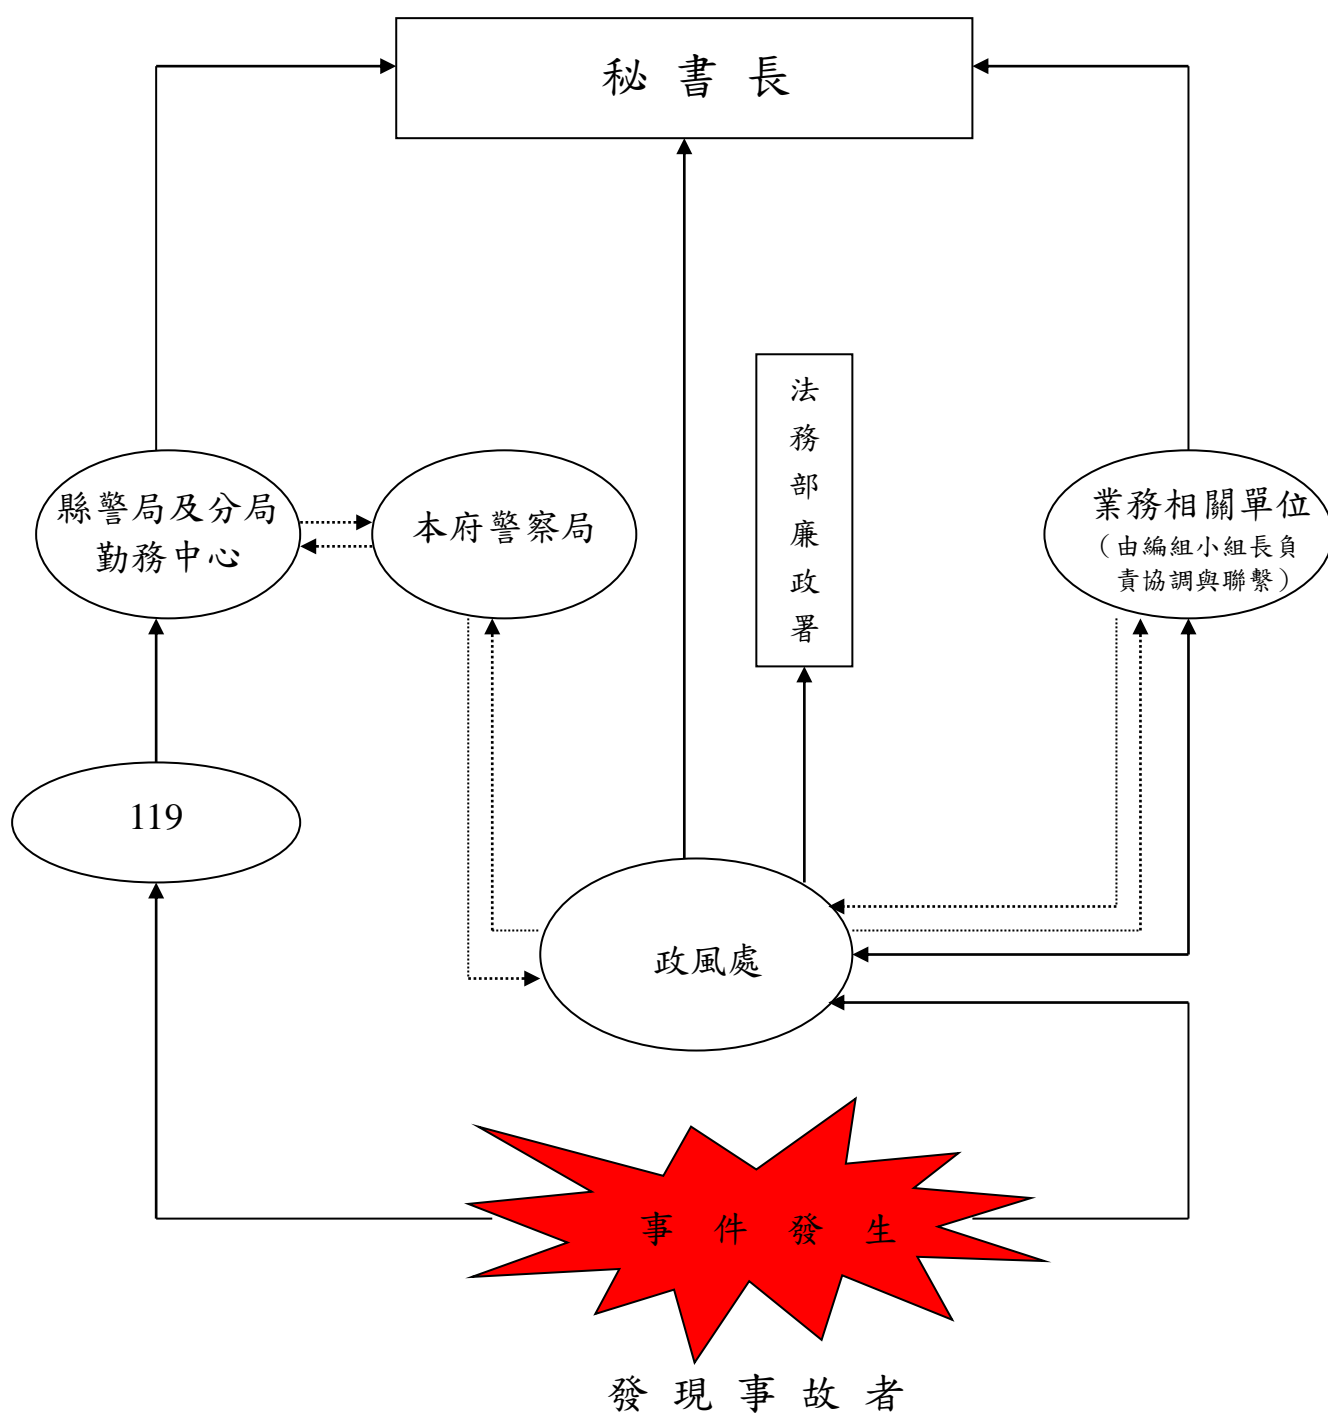 秘書長
法務部廉政署
縣警局及分局
勤務中心
本府警察局
業務相關單位
（由編組小組長負
責協調與聯繫）
119
政風處
事件發生
發現事故者